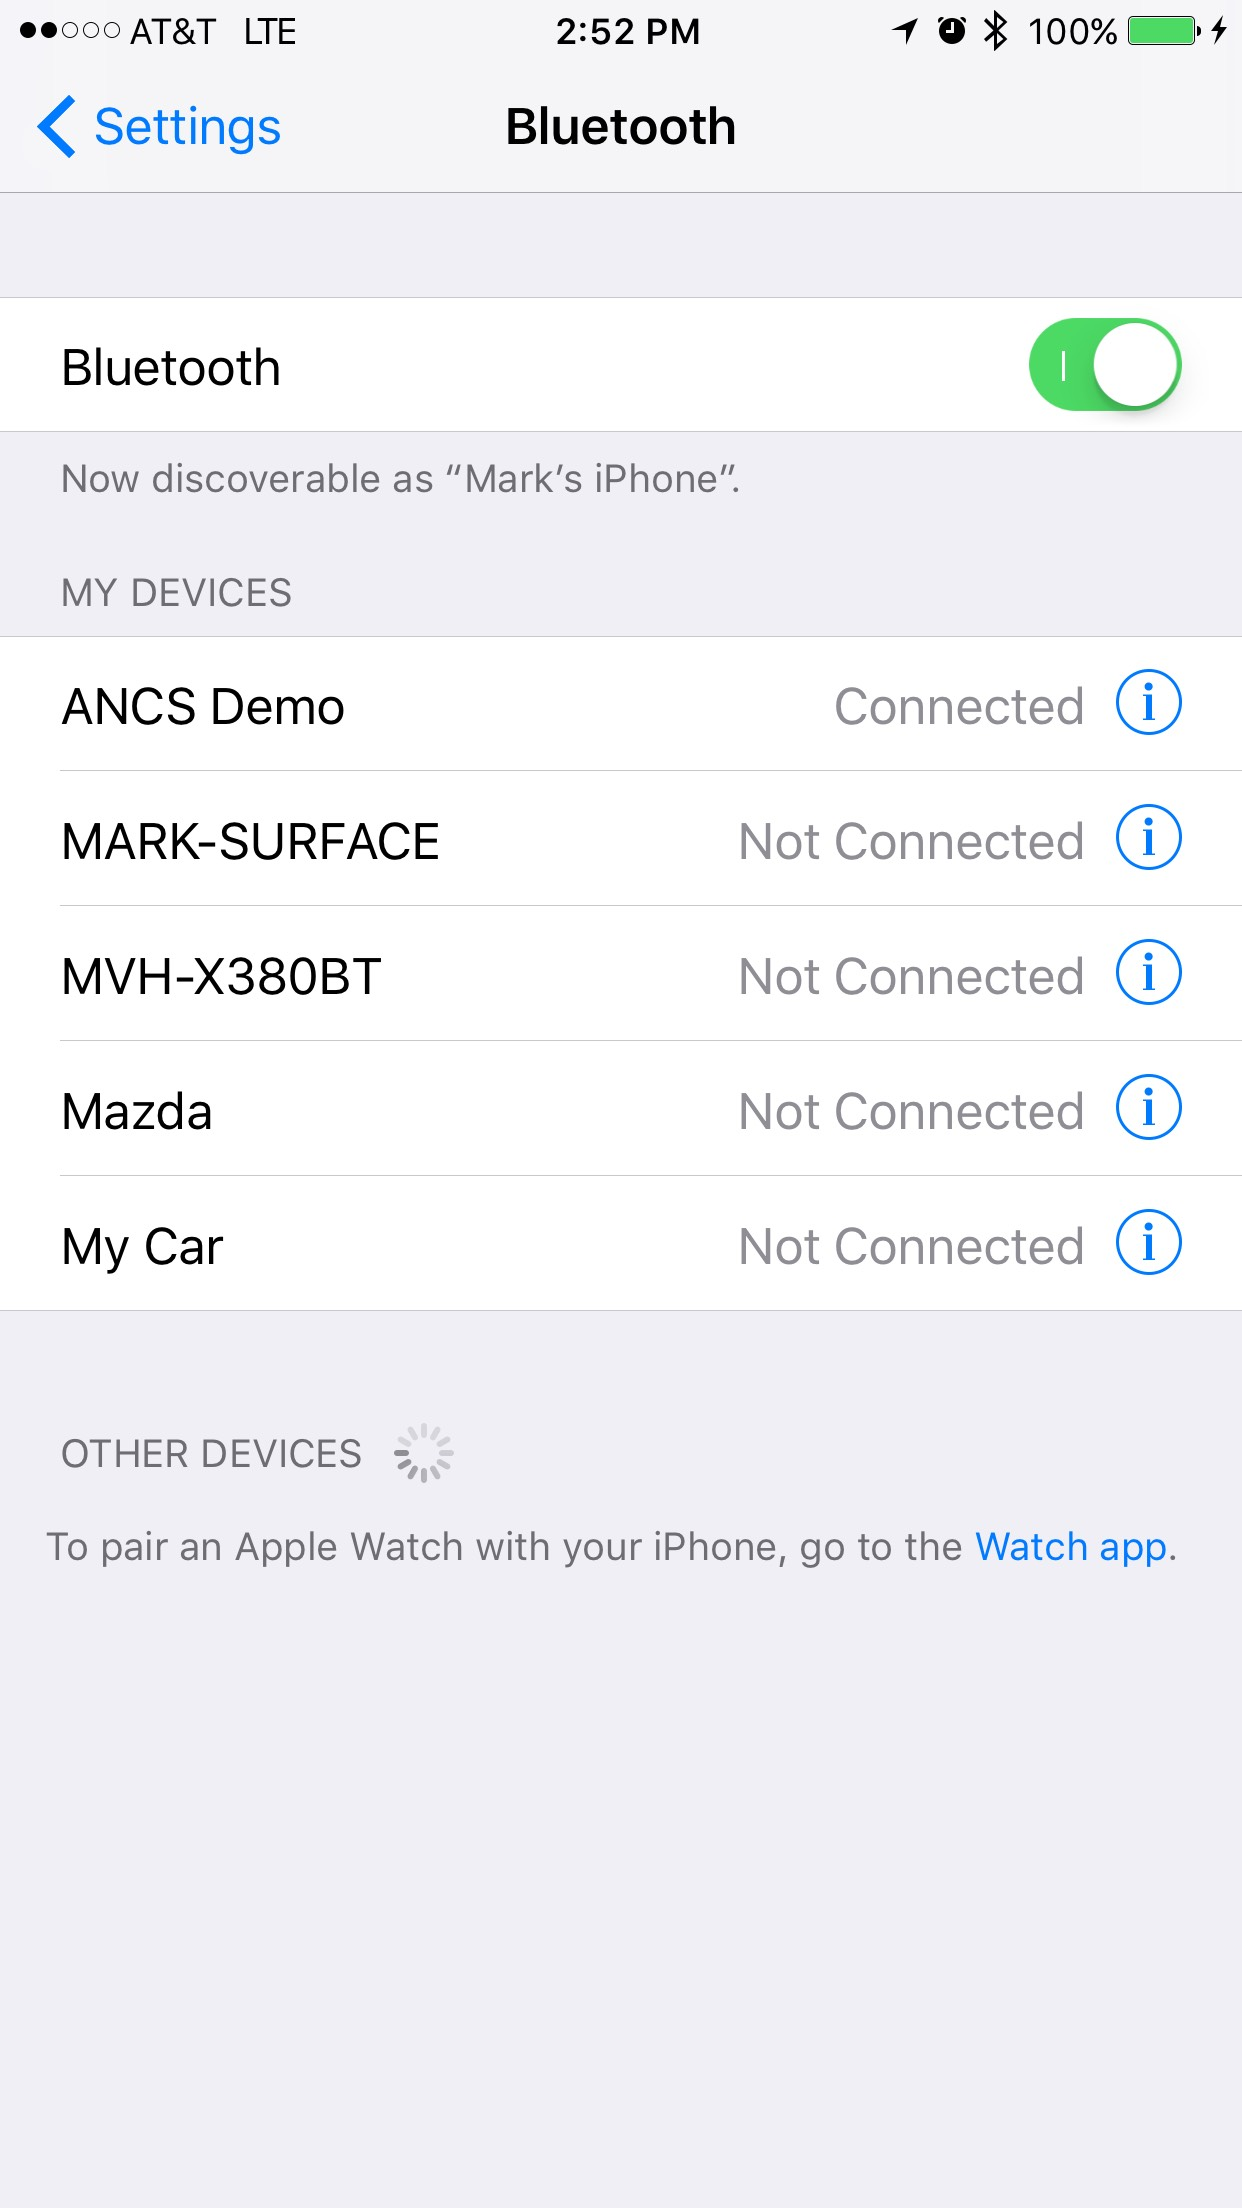 AT&T LTE 2:52 PM 100%
Settings Bluetooth
Bluetooth
Now discoverable as “Mark’s iPhone”.
MY DEVICES
ANCS Demo Connected
MARK-SURFACE Not Connected
MVH-X380BT Not Connected
Mazda Not Connected
My Car Not Connected
OTHER DEVICES
To pair an Apple Watch with your iPhone, go to the Watch app.